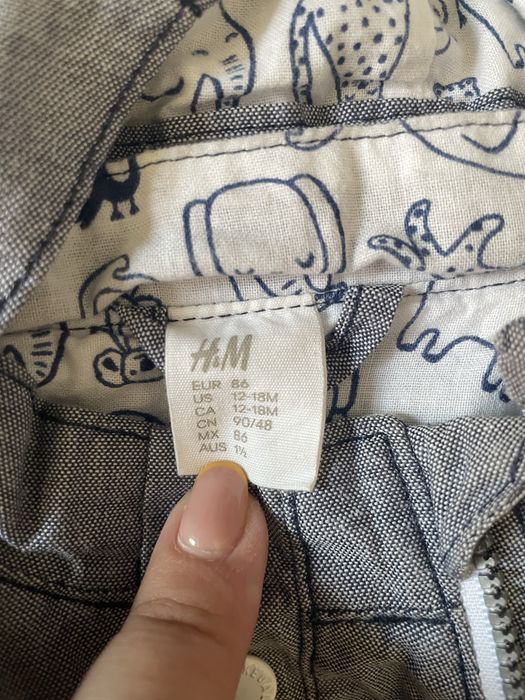 H&M
EUR 86
US 12-18M
CA 12-18M
CN 90/48
MX 86
AUS 1½